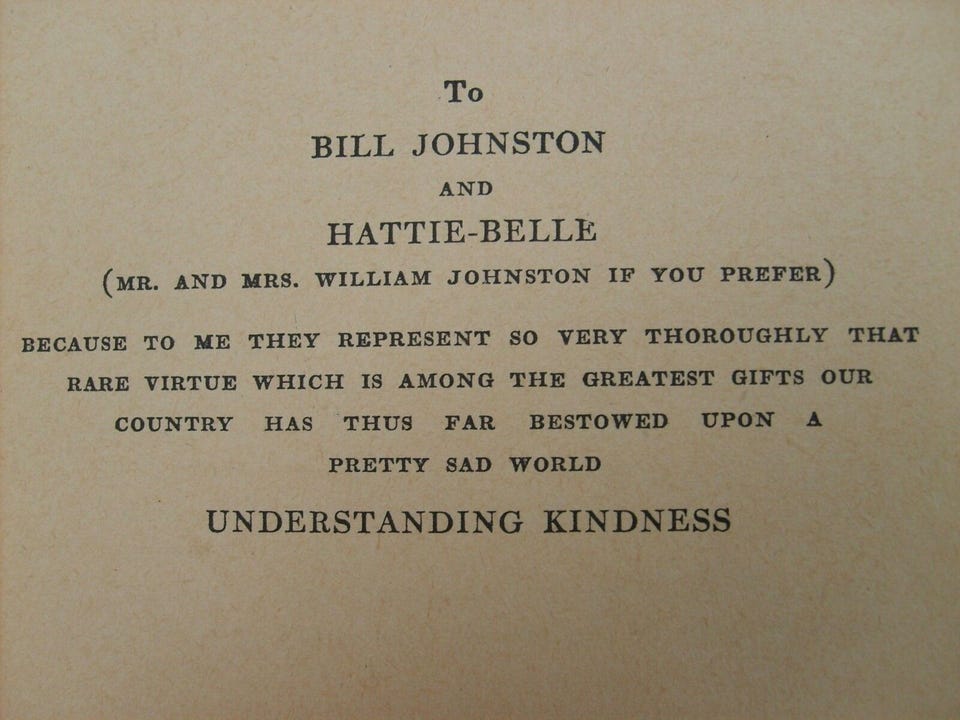 To
BILL JOHNSTON
AND
HATTIE-BELLE
(MR. AND MRS. WILLIAM JOHNSTON IF YOU PREFER)
BECAUSE TO ME THEY REPRESENT SO VERY THOROUGHLY THAT
RARE VIRTUE WHICH IS AMONG THE GREATEST GIFTS OUR
COUNTRY HAS THUS FAR BESTOWED UPON A
PRETTY SAD WORLD
UNDERSTANDING KINDNESS